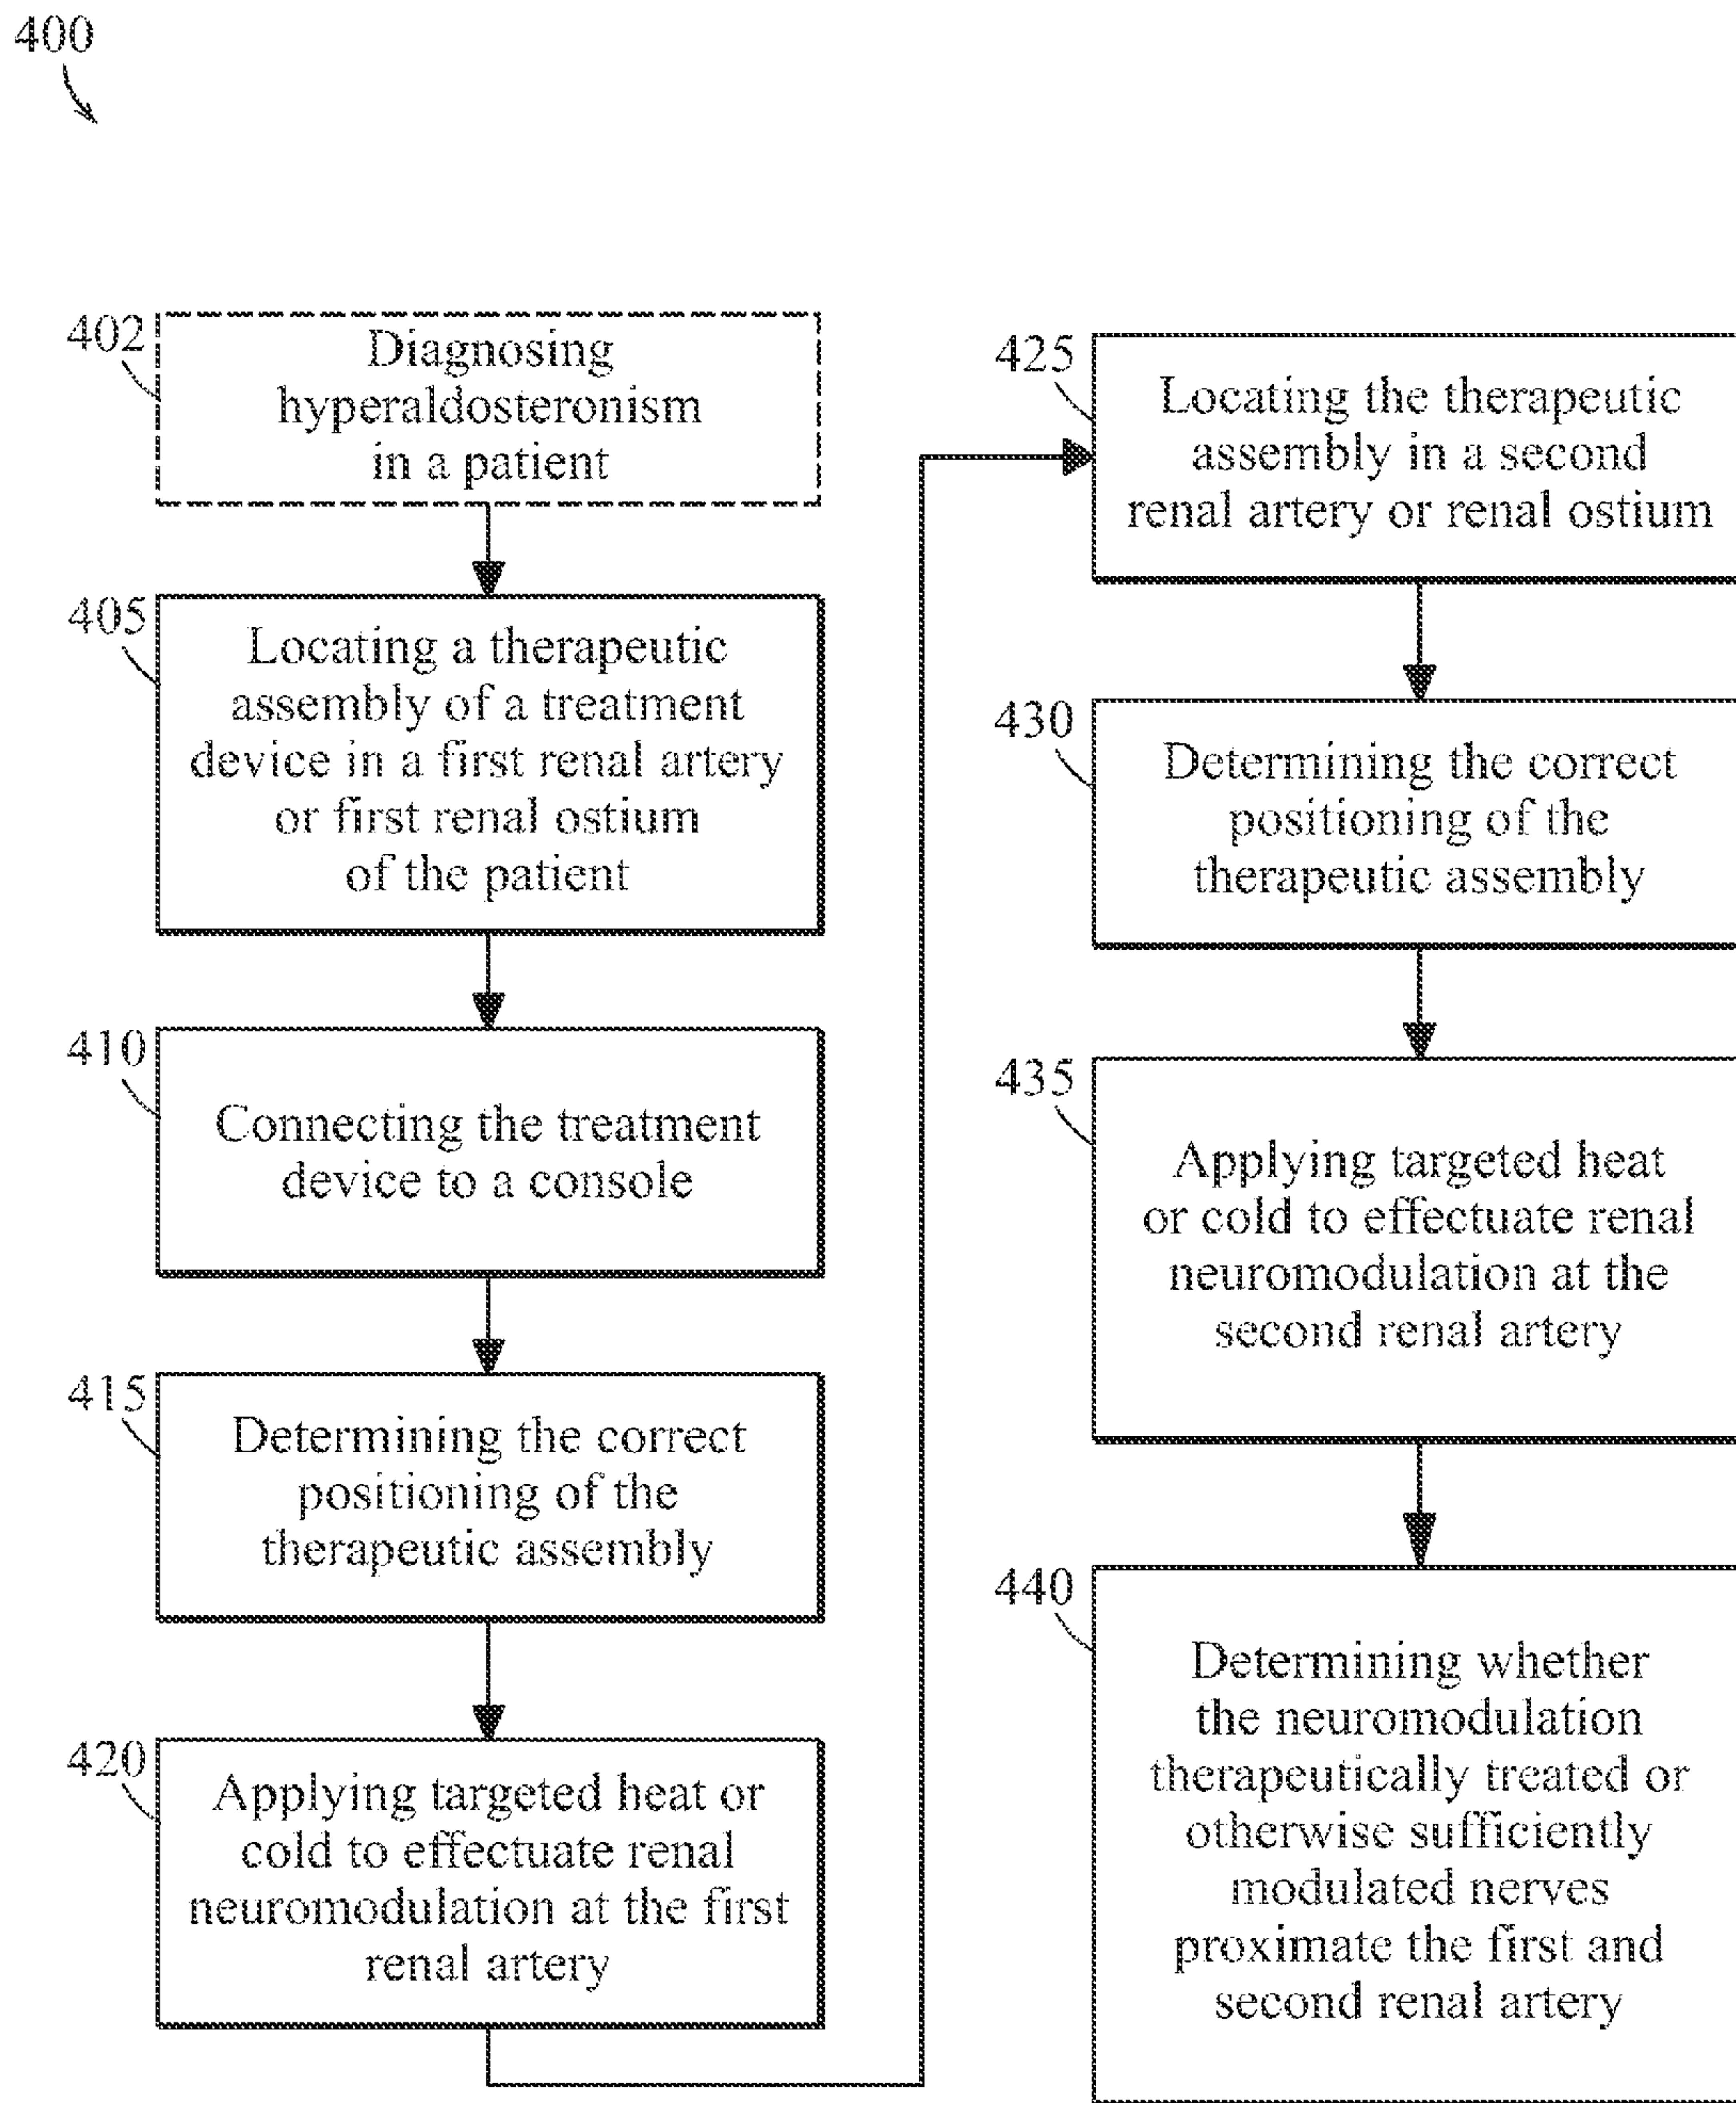 400
402
Diagnosing
hyperaldosteronism
in a patient
405
Locating a therapeutic
assembly of a treatment
device in a first renal artery
or first renal ostium
of the patient
410
Connecting the treatment
device to a console
415
Determining the correct
positioning of the
therapeutic assembly
420
Applying targeted heat or
cold to effectuate renal
neuromodulation at the first
renal artery
425
Locating the therapeutic
assembly in a second
renal artery or renal ostium
430
Determining the correct
positioning of the
therapeutic assembly
435
Applying targeted heat
or cold to effectuate renal
neuromodulation at the
second renal artery
440
Determining whether
the neuromodulation
therapeutically treated or
otherwise sufficiently
modulated nerves
proximate the first and
second renal artery